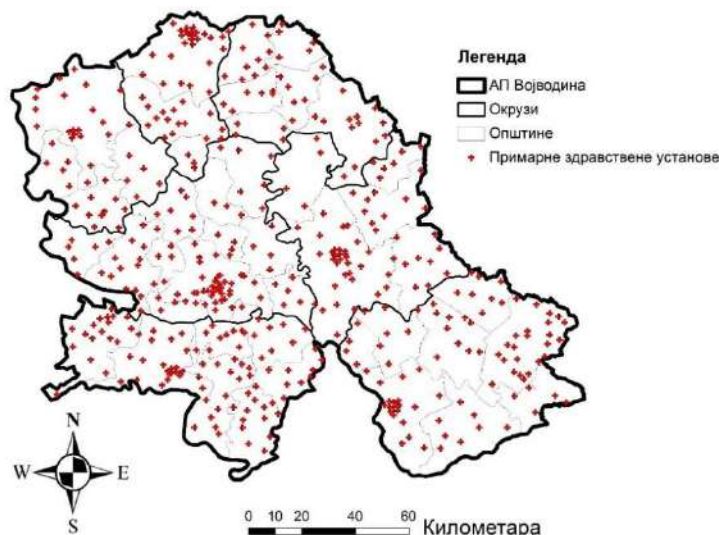 Легенда
АП Војводина
Окрузи
Општине
Примарне здравствене установе
N
W E
S
0 10 20 40 60
Километара